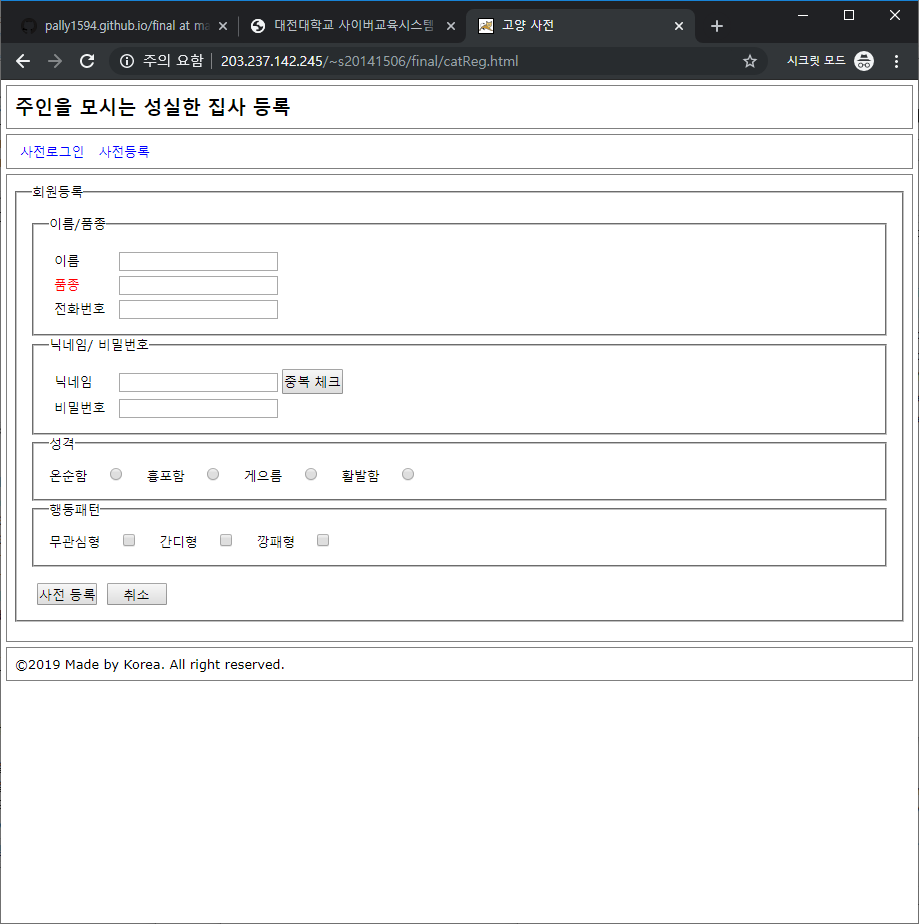 pally1594.github.io/final at ma
대전대학교 사이버교육시스템
고양 사전
주의 요함 203.237.142.245/~s20141506/final/catReg.html 시크릿 모드
주인을 모시는 성실한 집사 등록
사전로그인 사전등록
회원등록
이름/품종
이름
품종
전화번호
닉네임/ 비밀번호
닉네임 중복 체크
비밀번호
성격
온순함 흉포함 게으름 활발함
행동패턴
무관심형 간디형 깡패형
사전 등록 취소
©2019 Made by Korea. All right reserved.